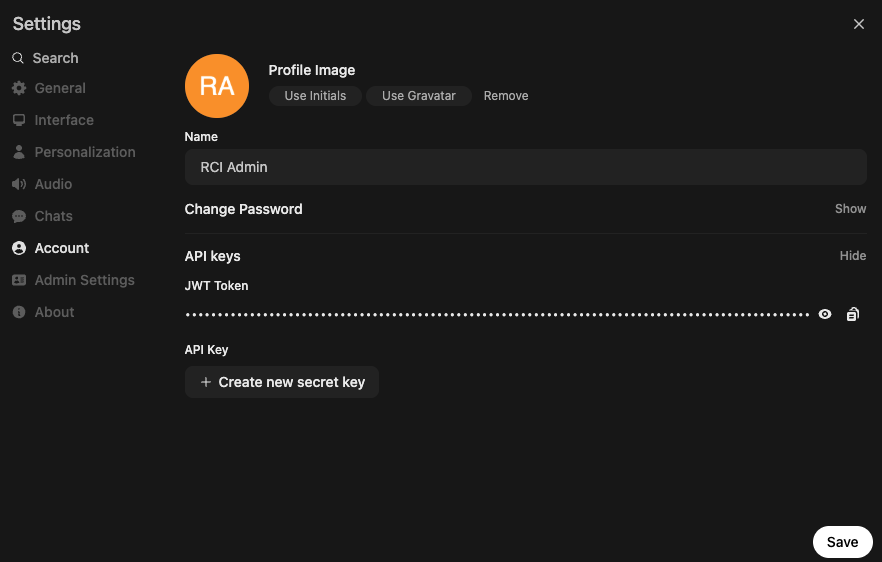 Settings
Search
General
Interface
Personalization
Audio
Chats
Account
Admin Settings
About
RA
Profile Image
Use Initials Use Gravatar Remove
Name
RCI Admin
Change Password Show
API keys Hide
JWT Token
API Key
+ Create new secret key
Save